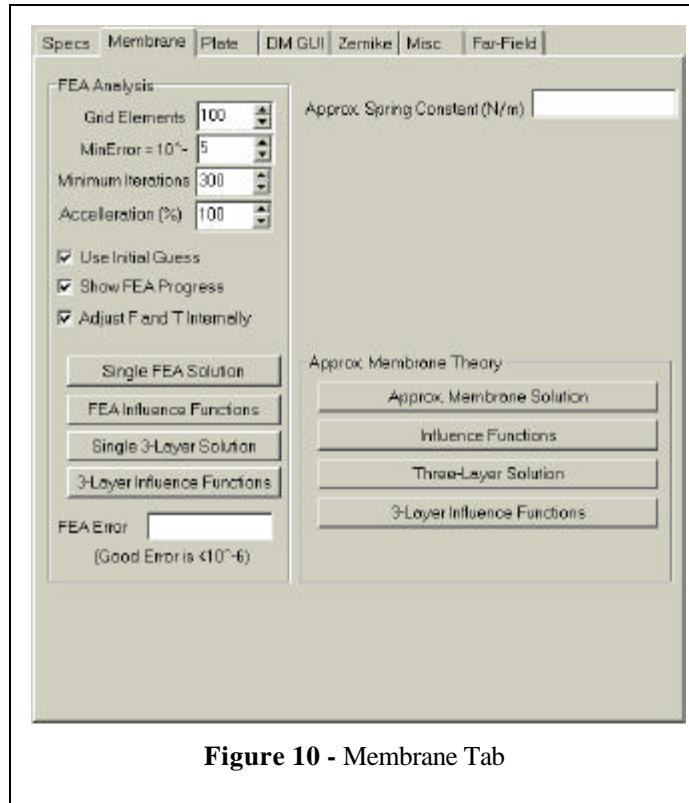 Specs Membrane Plate DM GUI Zernike Misc Far-Field
FEA Analysis
Grid Elements 100
MinError = 10^- 5
Minimum Iterations 300
Accelleration (%) 100
Use Initial Guess
Show FEA Progress
Adjust F and T Internally
Single FEA Solution
FEA Influence Functions
Single 3-Layer Solution
3-Layer Influence Functions
FEA Error
(Good Error is <10^-6)
Approx. Spring Constant (N/m)
Approx. Membrane Theory
Approx. Membrane Solution
Influence Functions
Three-Layer Solution
3-Layer Influence Functions
Figure 10 - Membrane Tab